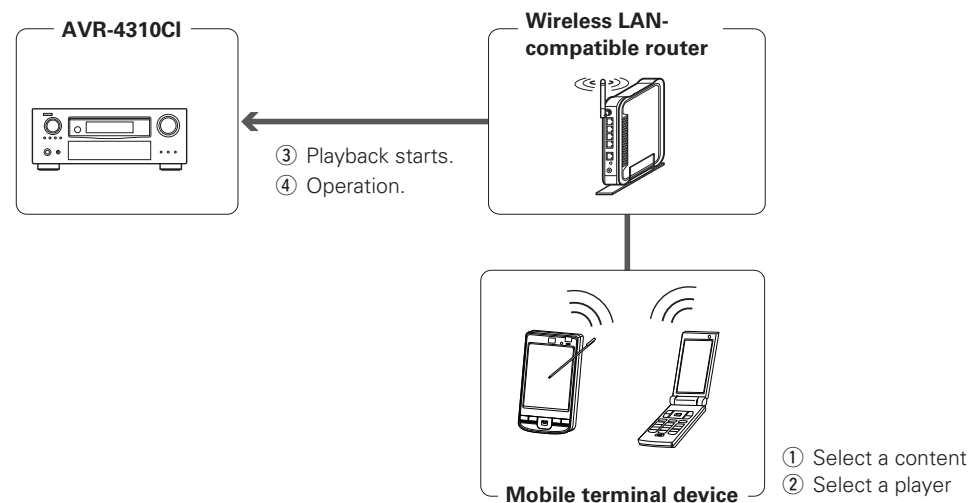 AVR-4310CI
Wireless LAN-
compatible router
③ Playback starts.
④ Operation.
① Select a content
② Select a player
Mobile terminal device